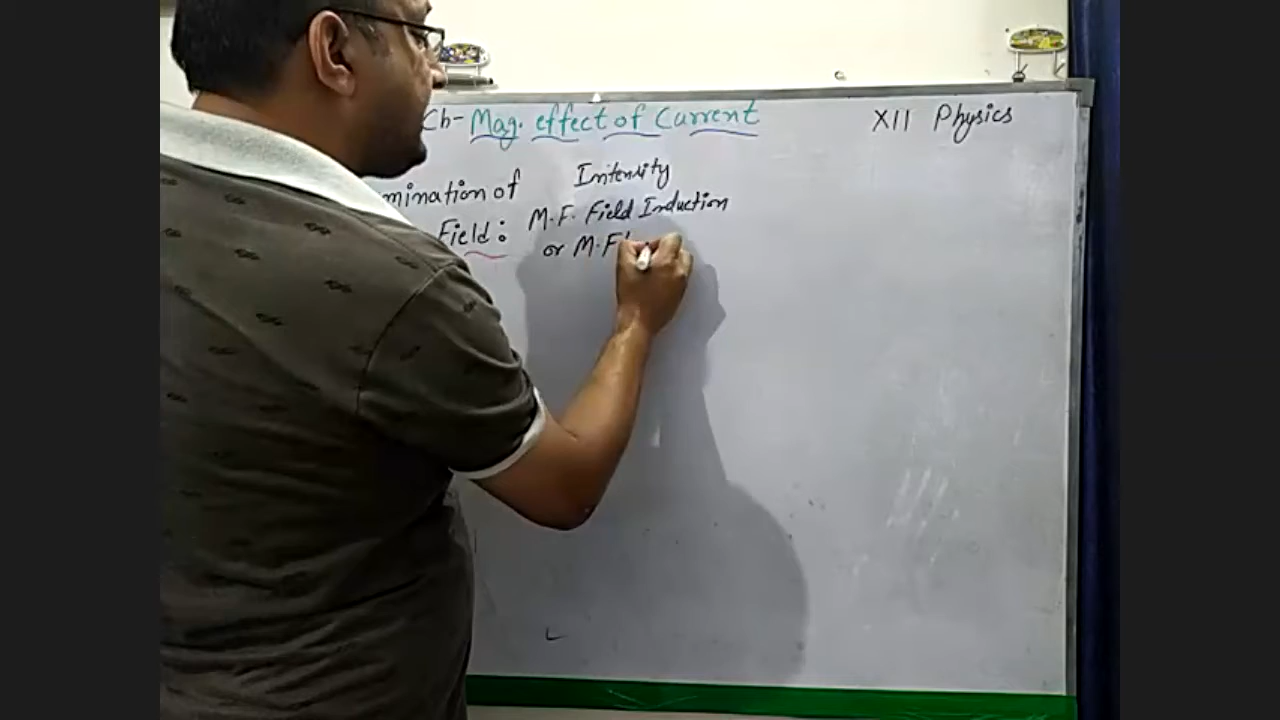 Ch- Mag. effect of Current
XII Physics
mination of
Intensity
Field:
M.F. Field Induction
or M.F